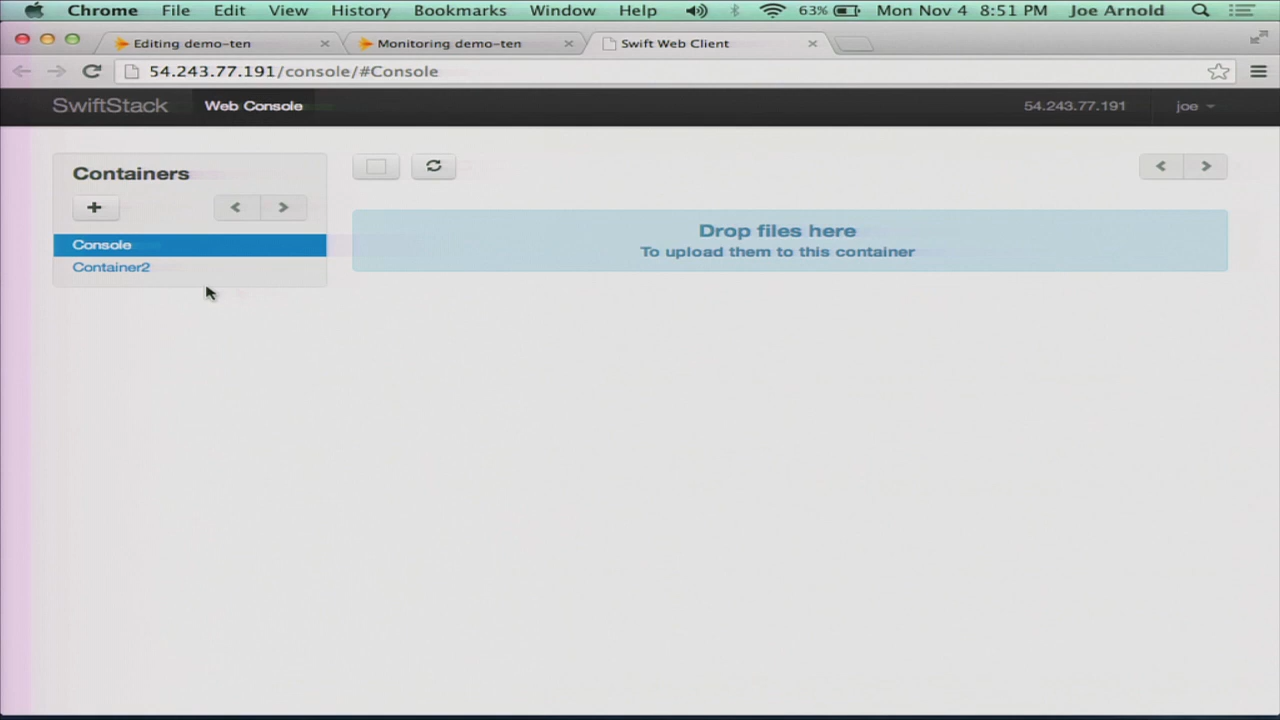 Chrome File Edit View History Bookmarks Window Help 63% Mon Nov 4 8:51 PM Joe Arnold
Editing demo-ten
Monitoring demo-ten
Swift Web Client
54.243.77.191/console/#Console
SwiftStack Web Console 54.243.77.191 joe
Containers
Console
Container2
Drop files here
To upload them to this container